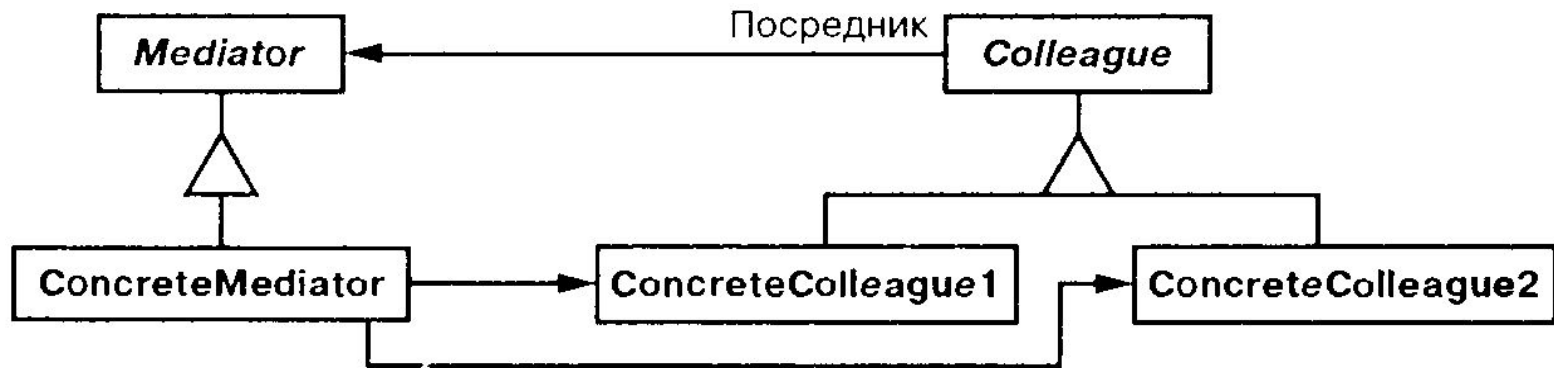 Посредник
Mediator
Colleague
ConcreteMediator
ConcreteColleague1
ConcreteColleague2